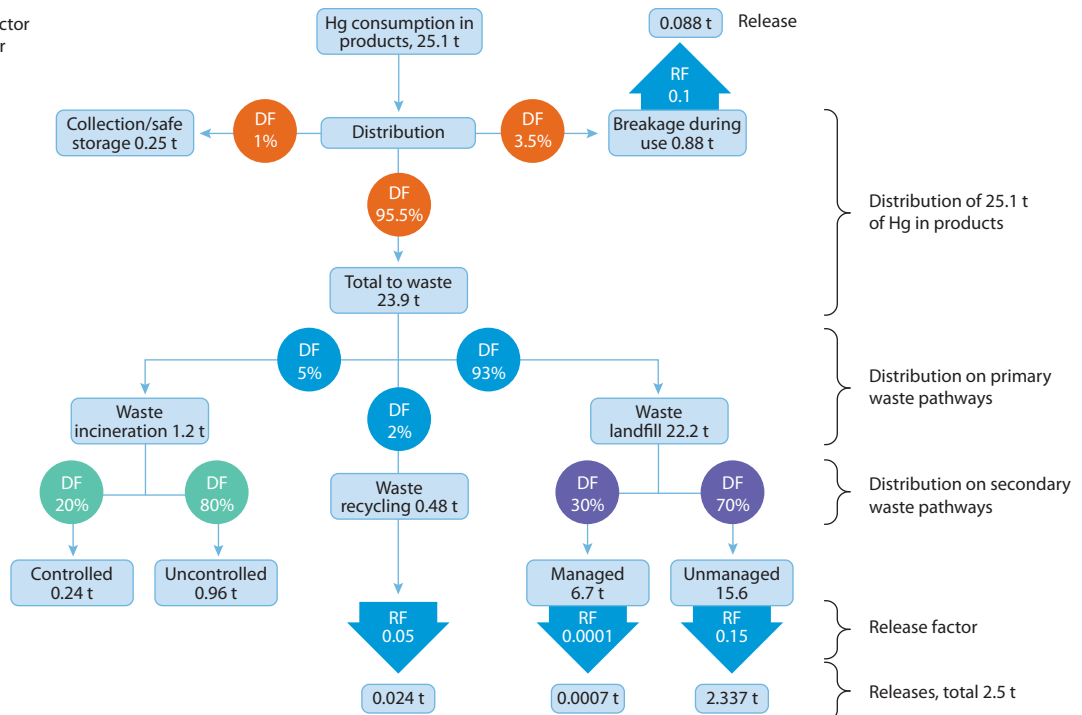 ctor
r
Hg consumption in
products, 25.1 t
0.088 t
Release
RF
0.1
Collection/safe
storage 0.25 t
DF
1%
Distribution
DF
3.5%
Breakage during
use 0.88 t
DF
95.5%
Distribution of 25.1 t
of Hg in products
Total to waste
23.9 t
DF
5%
DF
93%
DF
2%
Distribution on primary
waste pathways
Waste
incineration 1.2 t
Waste
landfill 22.2 t
DF
20%
DF
80%
Waste
recycling 0.48 t
DF
30%
DF
70%
Distribution on secondary
waste pathways
Controlled
0.24 t
Uncontrolled
0.96 t
Managed
6.7 t
Unmanaged
15.6
RF
0.05
RF
0.0001
RF
0.15
Release factor
0.024 t
0.0007 t
2.337 t
Releases, total 2.5 t